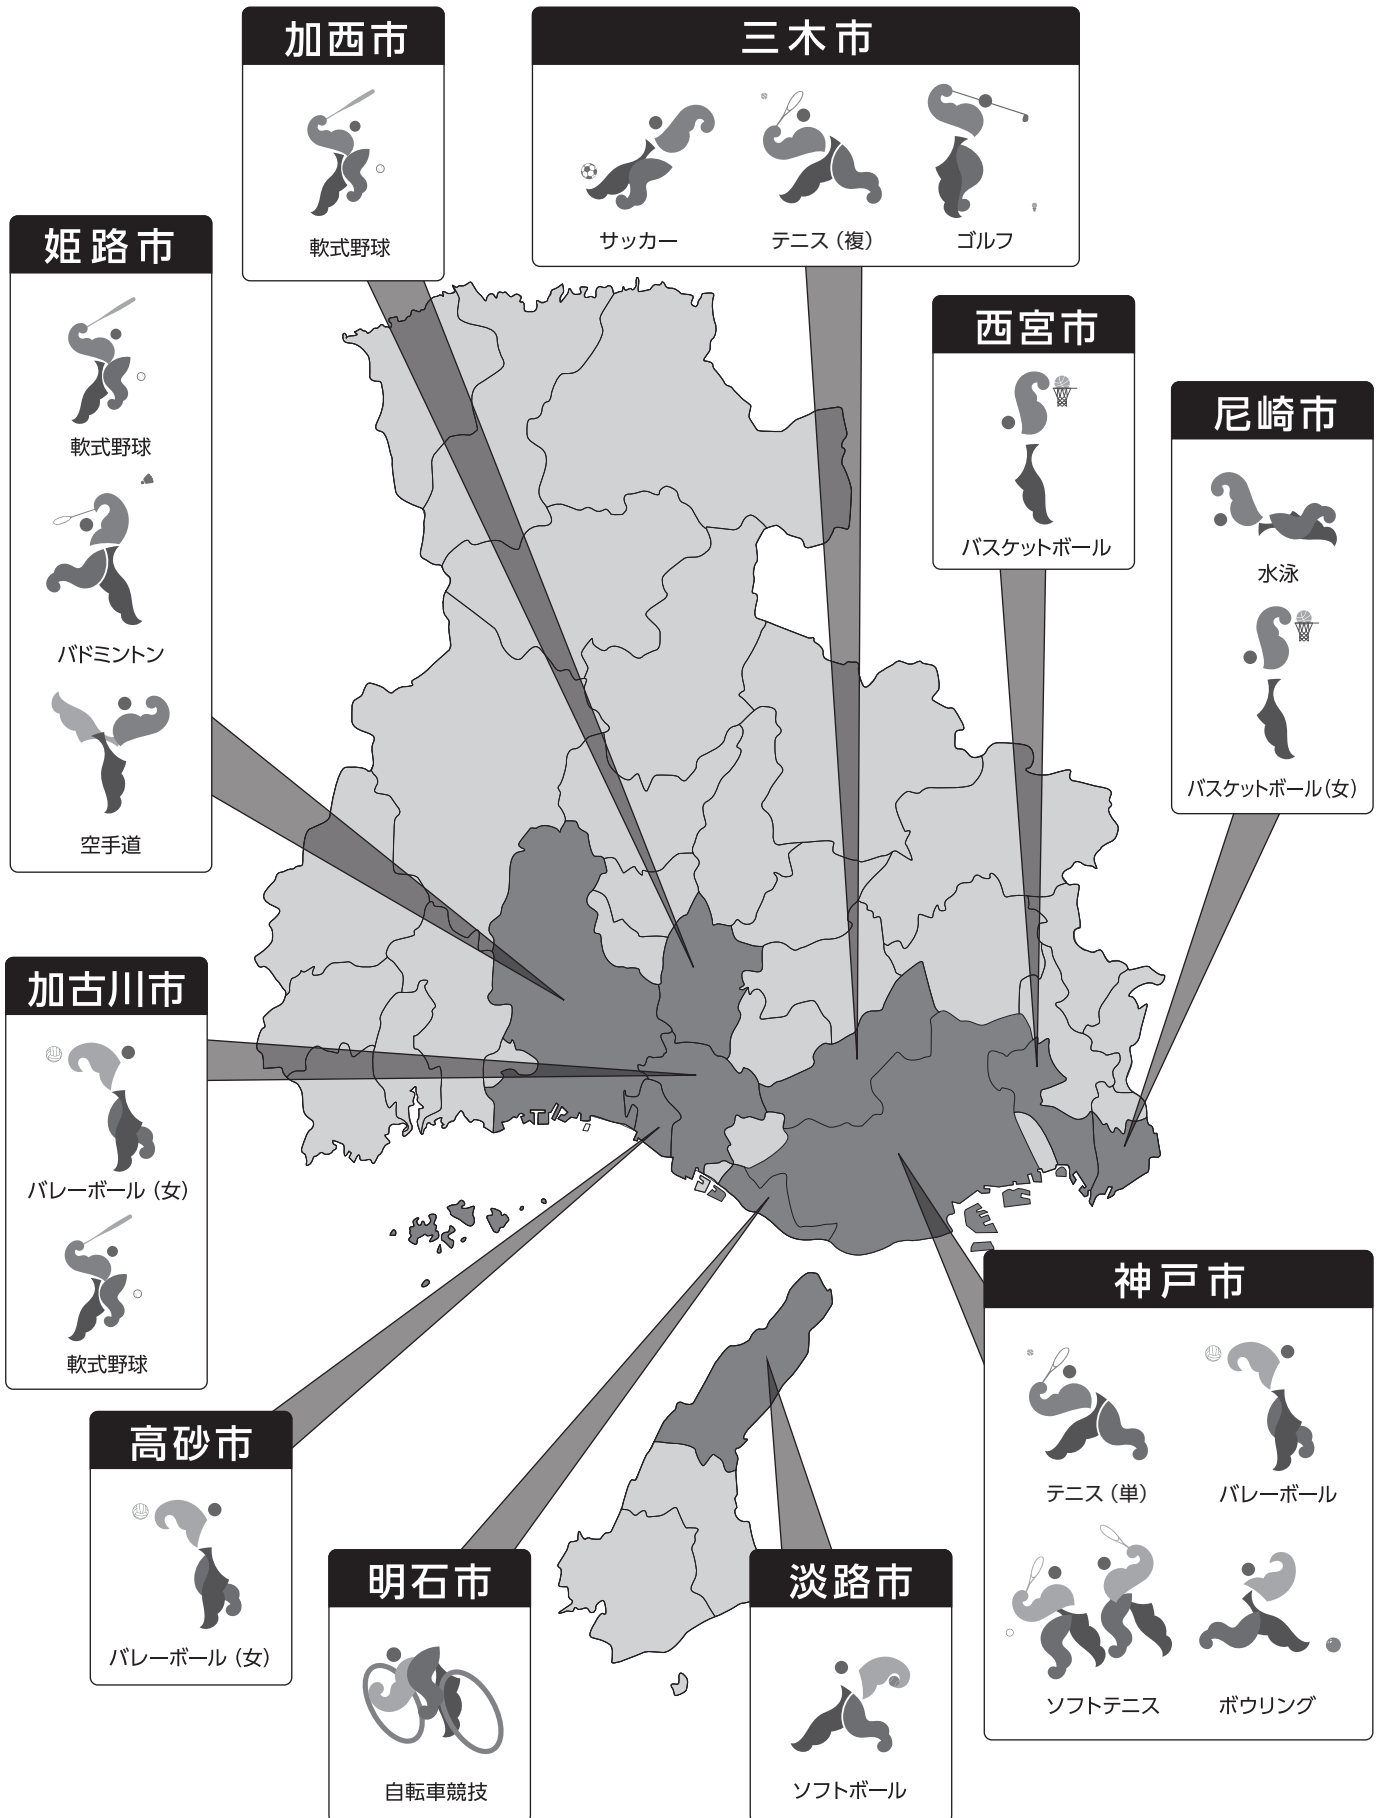 加西市
軟式野球
三木市
サッカー
テニス（複）
ゴルフ
姫路市
軟式野球
バドミントン
空手道
西宮市
バスケットボール
尼崎市
水泳
バスケットボール（女）
加古川市
バレーボール（女）
軟式野球
高砂市
バレーボール（女）
明石市
自転車競技
淡路市
ソフトボール
神戸市
テニス（単）
バレーボール
ソフトテニス
ボウリング